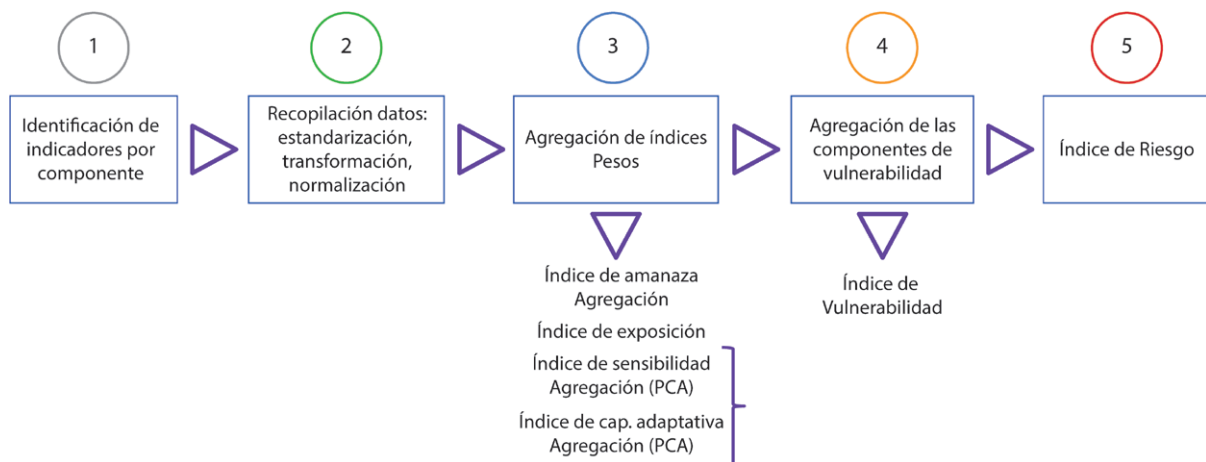 1
2
3
4
5
Identificación de
indicadores por
componente
Recopilación datos:
estandarización,
transformación,
normalización
Agregación de índices
Pesos
Agregación de las
componentes de
vulnerabilidad
Índice de Riesgo
Índice de amanaza
Agregación
Índice de exposición
Índice de sensibilidad
Agregación (PCA)
Índice de cap. adaptativa
Agregación (PCA)
Índice de
Vulnerabilidad